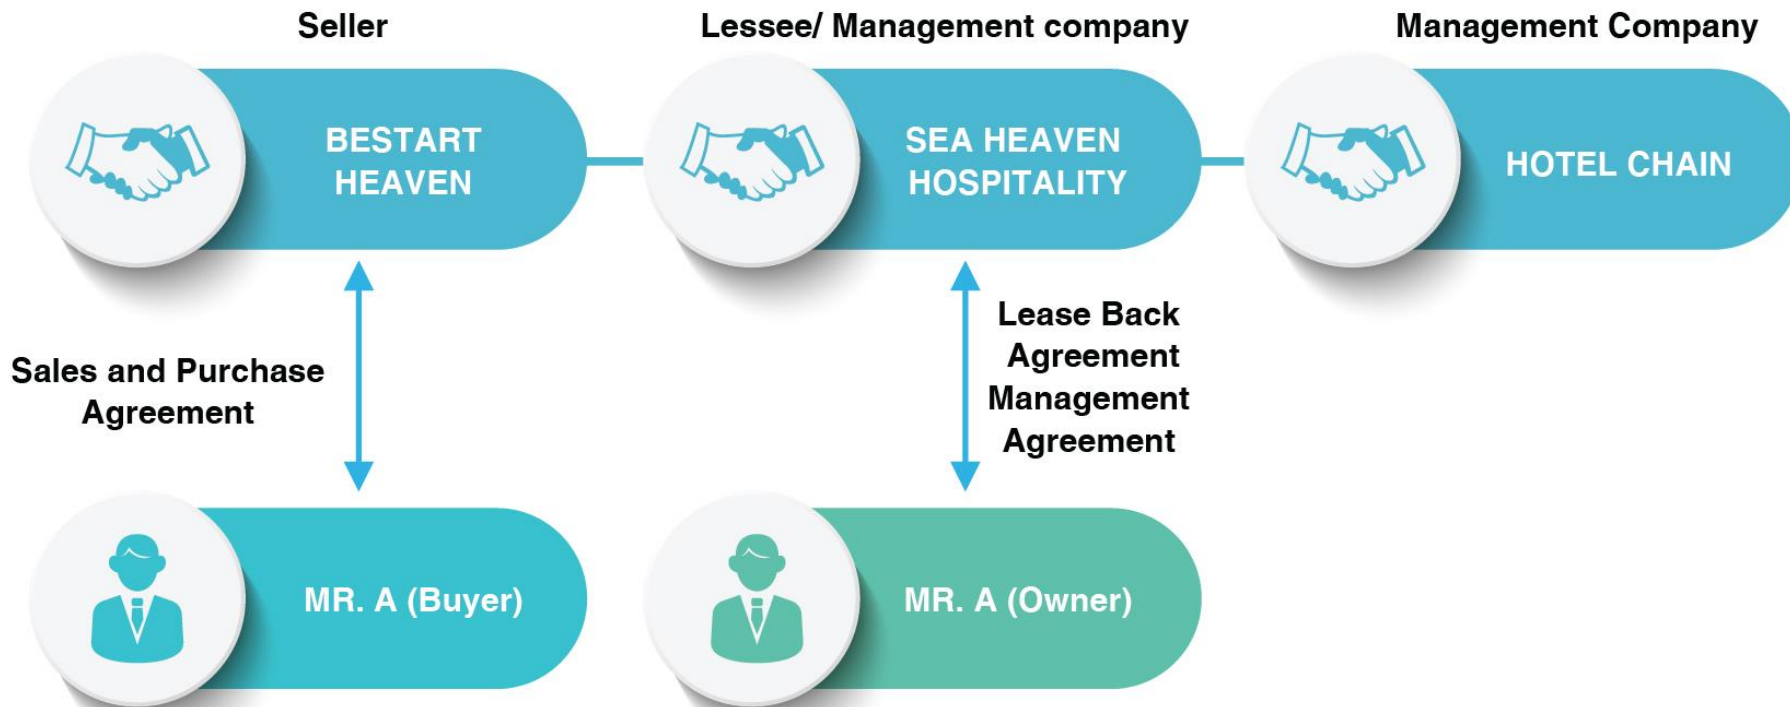 Seller
Lessee/ Management company
Management Company
BESTART
HEAVEN
SEA HEAVEN
HOSPITALITY
HOTEL CHAIN
Sales and Purchase
Agreement
Lease Back
Agreement
Management
Agreement
MR. A (Buyer)
MR. A (Owner)